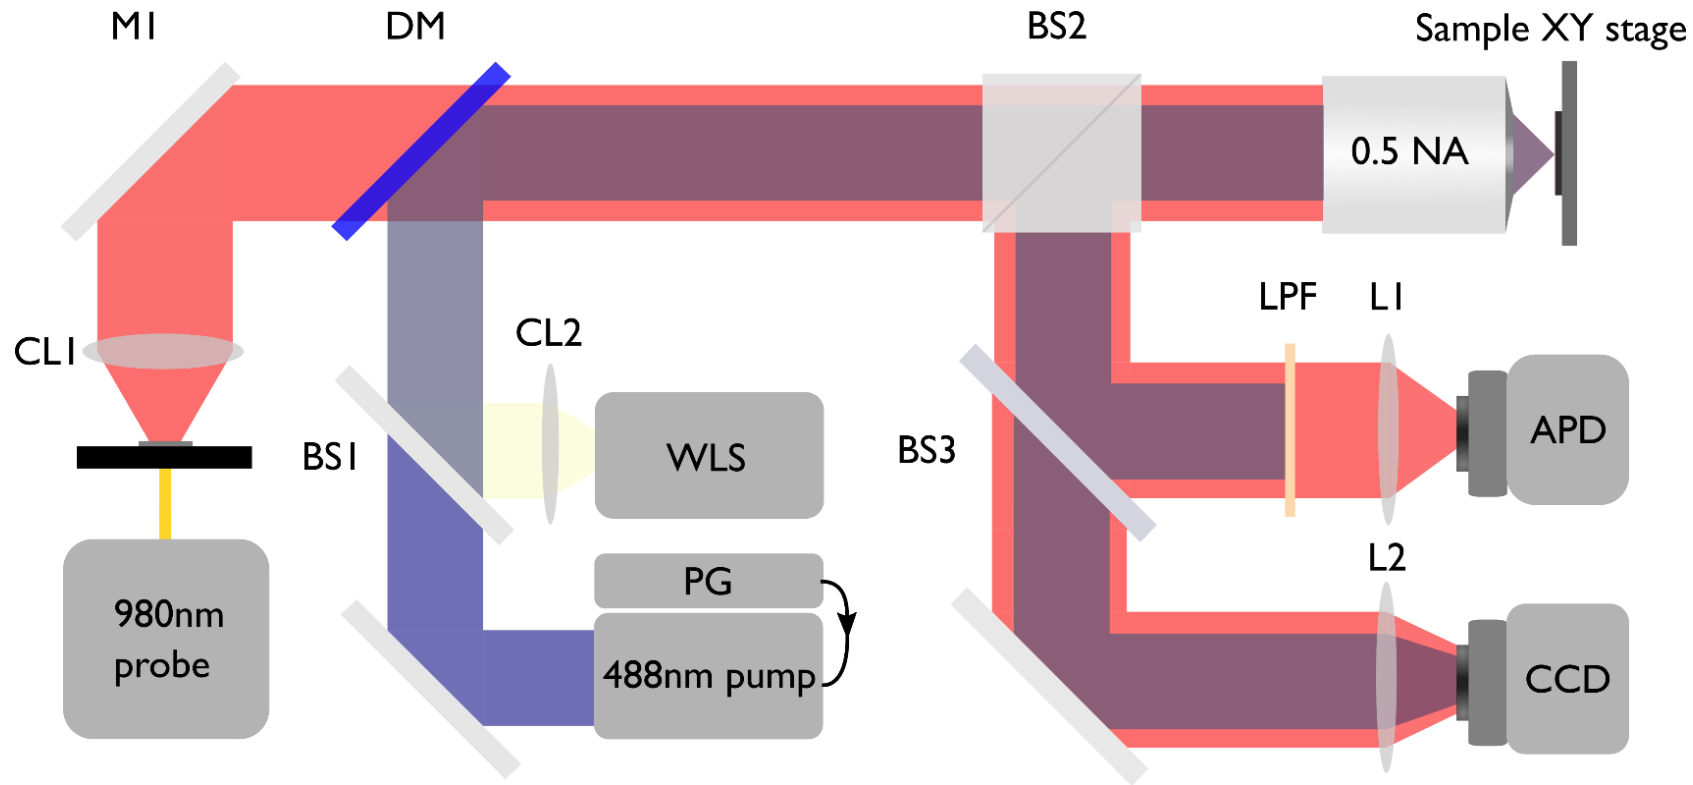 M1
DM
BS2
Sample XY stage
0.5 NA
LPF
L1
CL1
CL2
BS1
WLS
BS3
APD
PG
L2
980nm
probe
488nm pump
CCD